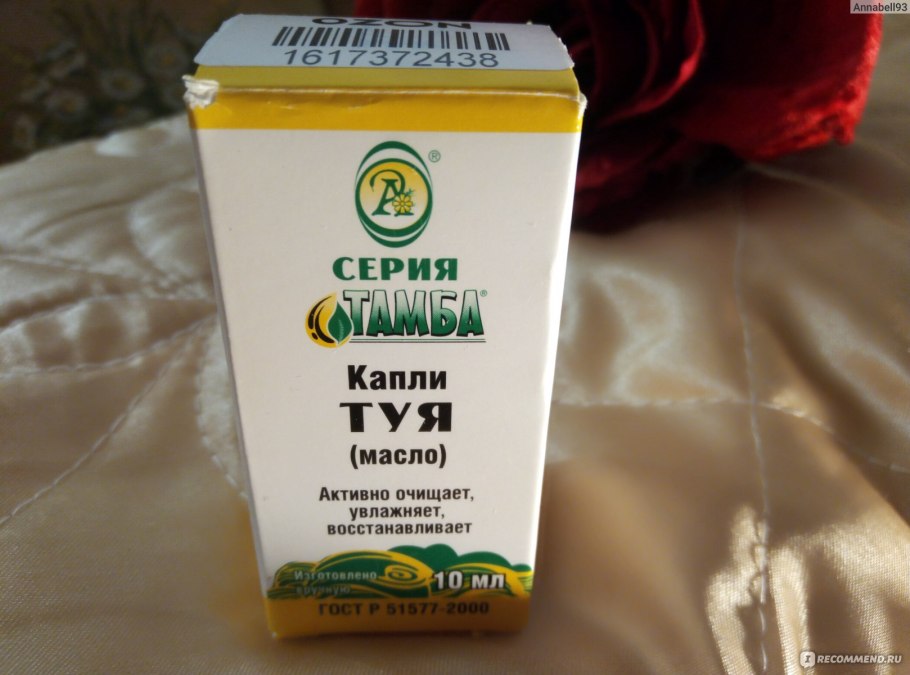 Annabell93
OZON
1617372438
®
СЕРИЯ
ТАМБА®
Капли
ТУЯ
(масло)
Активно очищает,
увлажняет,
восстанавливает
Изготовлено
вручную
10 мл
ГОСТ Р 51577-2000
IRECOMMEND.RU